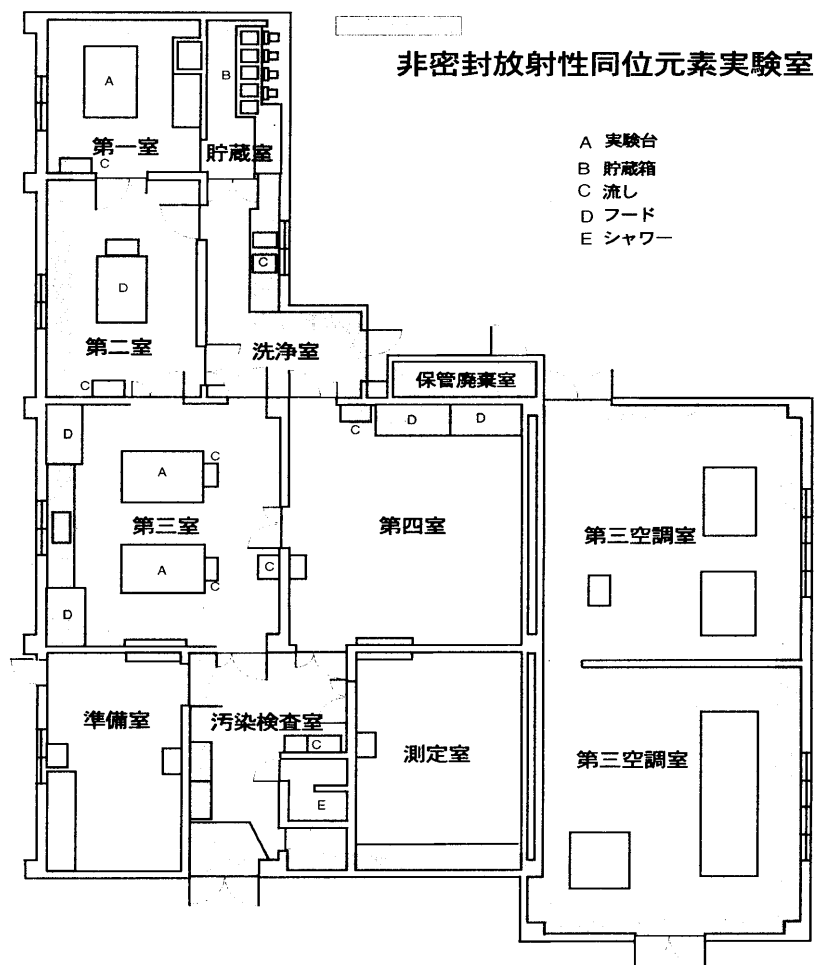 非密封放射性同位元素実験室
A 実験台
B 貯蔵箱
C 流し
D フード
E シャワー
A
B
第一室
C
貯蔵室
D
C
第二室
C
洗浄室
保管廃棄室
D
C
D
D
A
C
第三室
第四室
第三空調室
A
C
C
D
準備室
汚染検査室
C
測定室
第三空調室
E